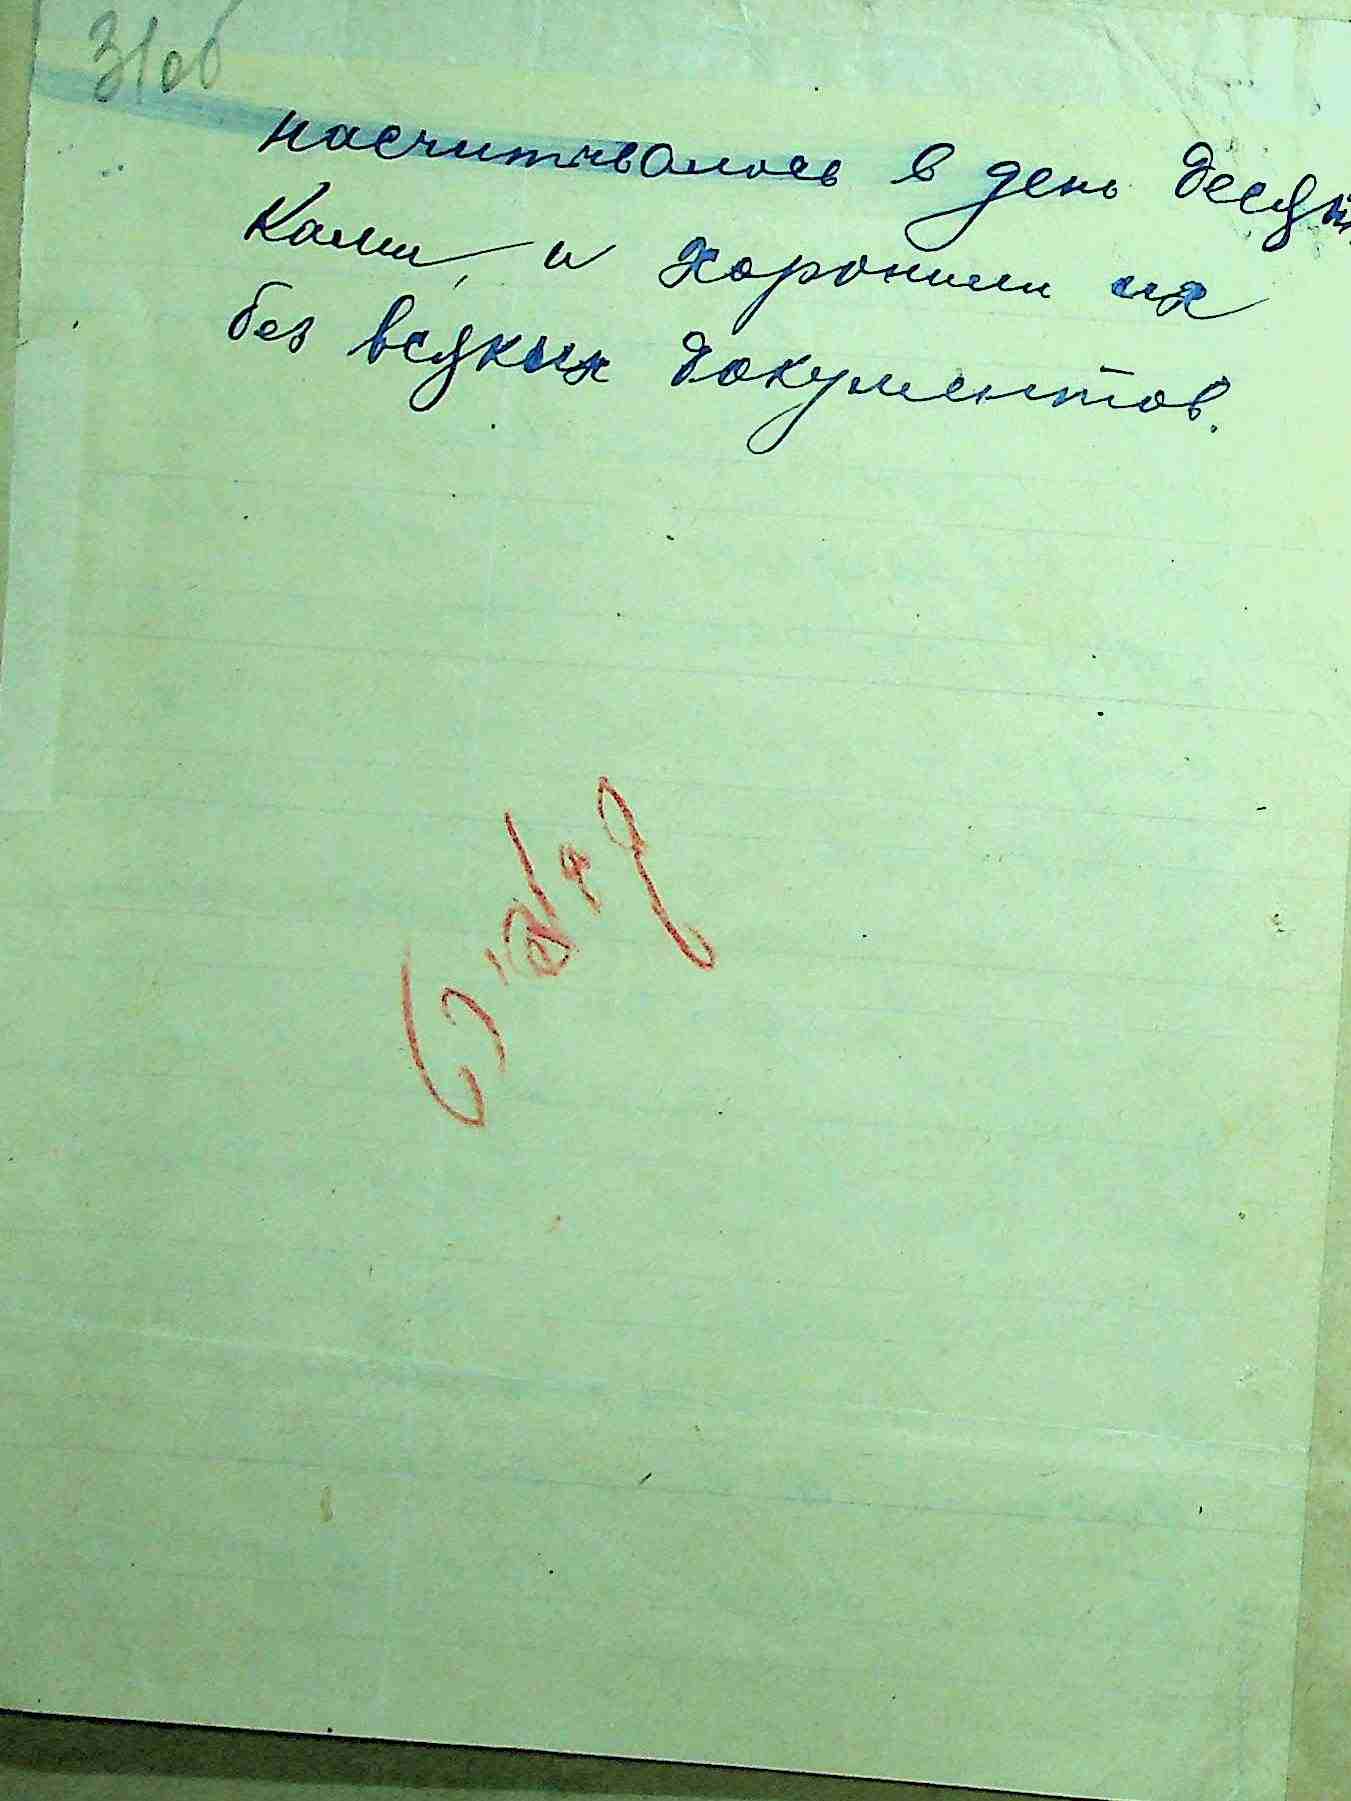 31об
насчитывалось в день десят
ками, и хоронили их
без всяких документов.